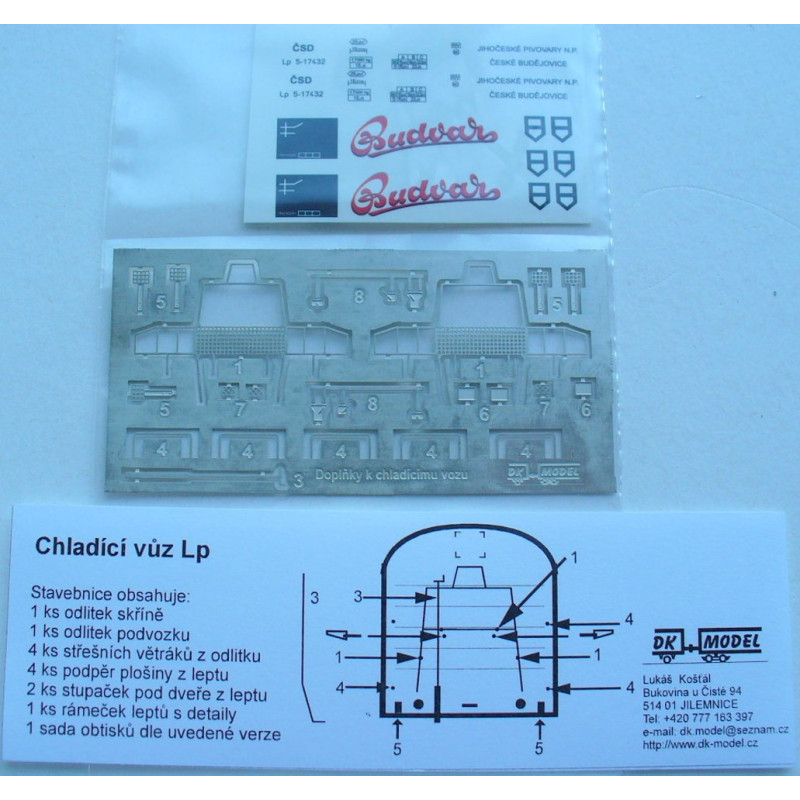 ČSD
JIHOČESKÉ PIVOVARY N.P.
Lp 5-17432
ČESKÉ BUDĚJOVICE
ČSD
JIHOČESKÉ PIVOVARY N.P.
Lp 5-17432
ČESKÉ BUDĚJOVICE
Budvar
Budvar
5
8
5
1
1
5
7
8
6
7
6
4
4
4
4
4
3
Doplňky k chladícímu vozu
DK MODEL
Chladící vůz Lp
Stavebnice obsahuje:
1 ks odlitek skříně
1 ks odlitek podvozku
4 ks střešních větráků z odlitku
4 ks podpěr plošiny z leptu
2 ks stupaček pod dveře z leptu
1 ks rámeček leptů s detaily
1 sada obtisků dle uvedené verze
3
3
1
4
1
1
4
4
5
5
DK MODEL
Lukáš Košťál
Bukovina u Čisté 94
514 01 JILEMNICE
Tel: +420 777 163 397
e-mail: dk.model@seznam.cz
http://www.dk-model.cz